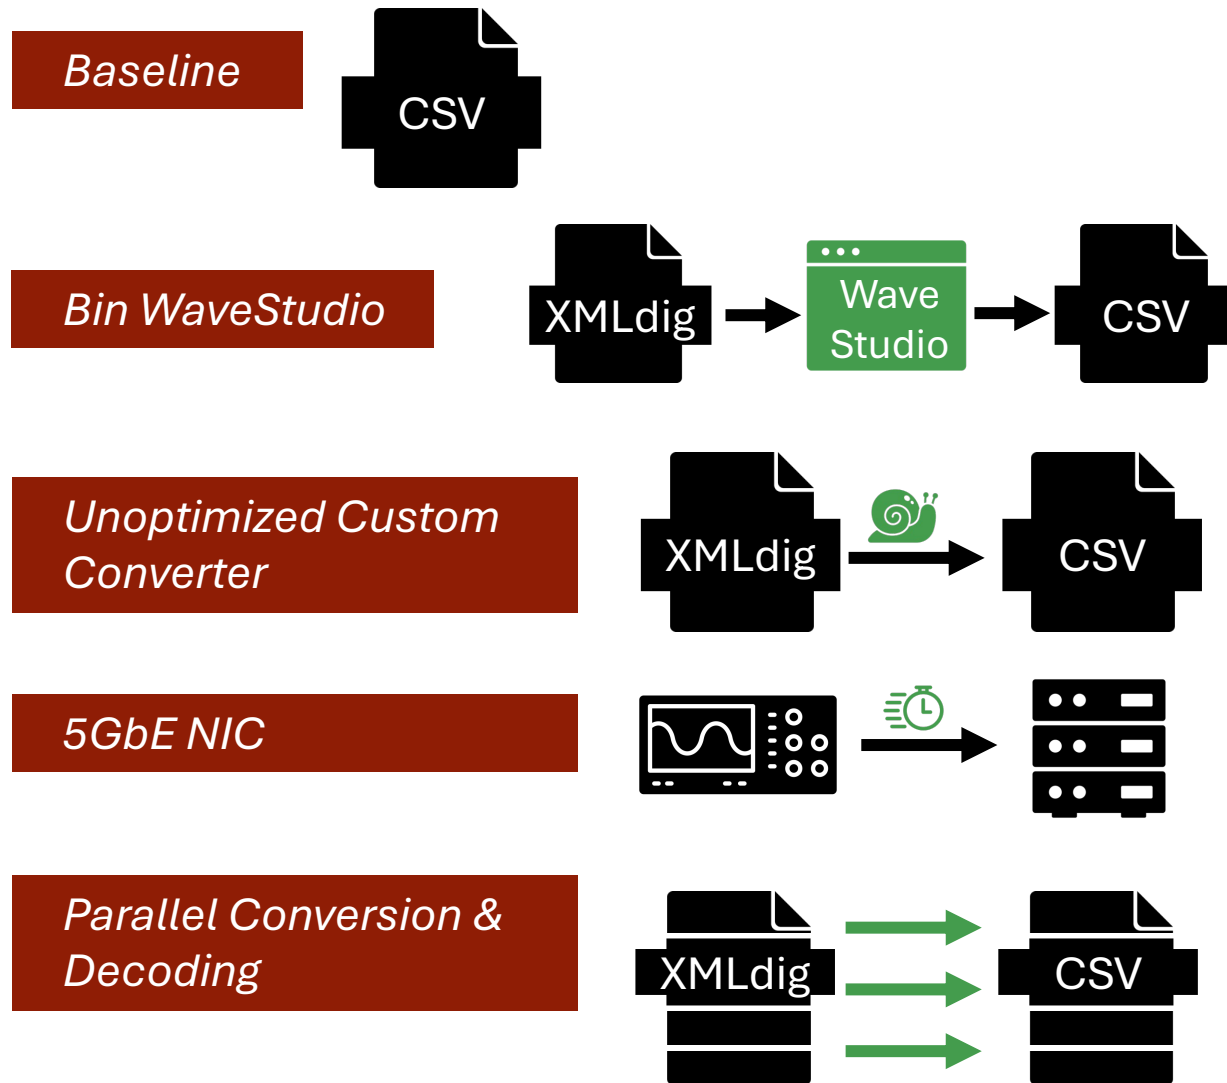 Baseline
CSV
Bin WaveStudio
XMLdig
Wave
Studio
CSV
Unoptimized Custom
Converter
XMLdig
CSV
5GbE NIC
Parallel Conversion &
Decoding
XMLdig
CSV